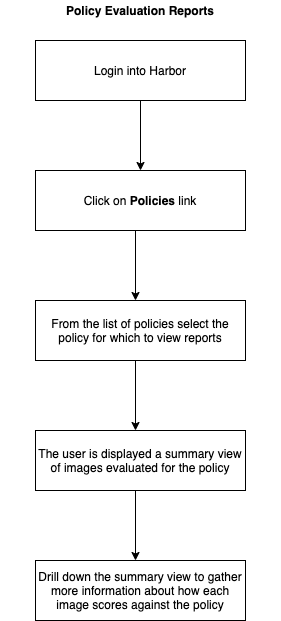 Policy Evaluation Reports
Login into Harbor
Click on Policies link
From the list of policies select the
policy for which to view reports
The user is displayed a summary view
of images evaluated for the policy
Drill down the summary view to gather
more information about how each
image scores against the policy